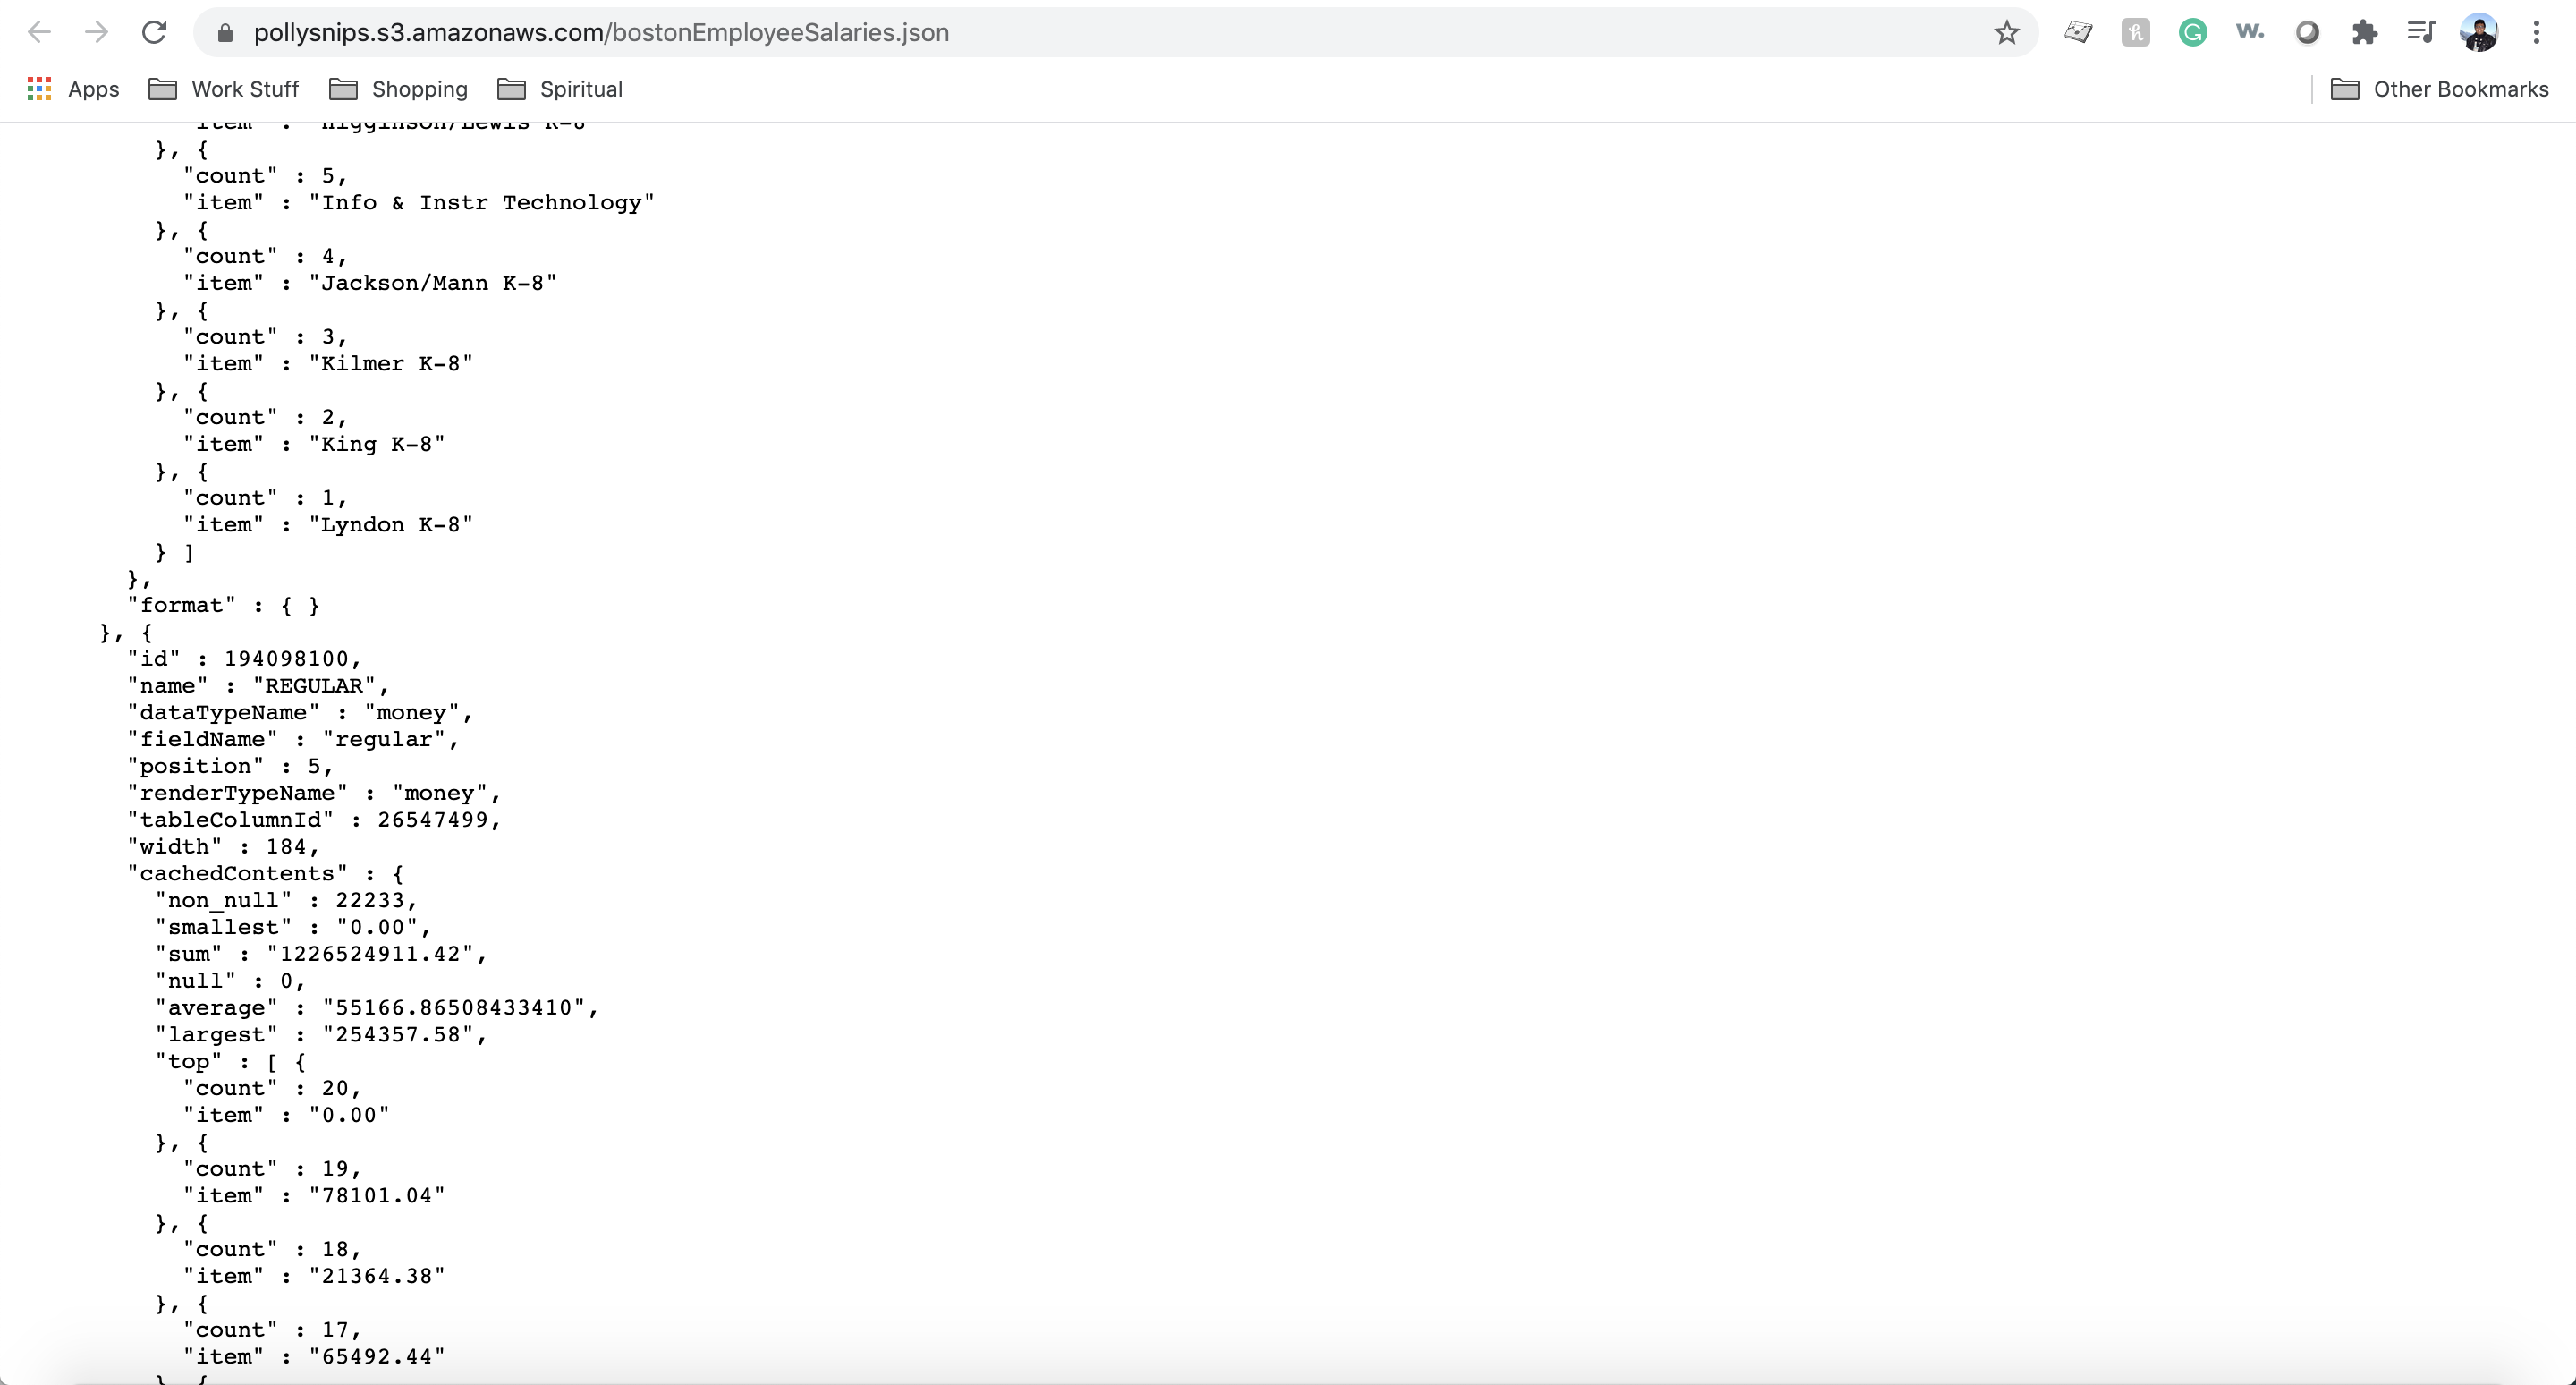 pollysnips.s3.amazonaws.com/bostonEmployeeSalaries.json
Apps Work Stuff Shopping Spiritual Other Bookmarks
"item" : "Higginson/Lewis K-8"
}, {
"count" : 5,
"item" : "Info & Instr Technology"
}, {
"count" : 4,
"item" : "Jackson/Mann K-8"
}, {
"count" : 3,
"item" : "Kilmer K-8"
}, {
"count" : 2,
"item" : "King K-8"
}, {
"count" : 1,
"item" : "Lyndon K-8"
} ]
},
"format" : { }
}, {
"id" : 194098100,
"name" : "REGULAR",
"dataTypeName" : "money",
"fieldName" : "regular",
"position" : 5,
"renderTypeName" : "money",
"tableColumnId" : 26547499,
"width" : 184,
"cachedContents" : {
"non_null" : 22233,
"smallest" : "0.00",
"sum" : "1226524911.42",
"null" : 0,
"average" : "55166.86508433410",
"largest" : "254357.58",
"top" : [ {
"count" : 20,
"item" : "0.00"
}, {
"count" : 19,
"item" : "78101.04"
}, {
"count" : 18,
"item" : "21364.38"
}, {
"count" : 17,
"item" : "65492.44"
}, {